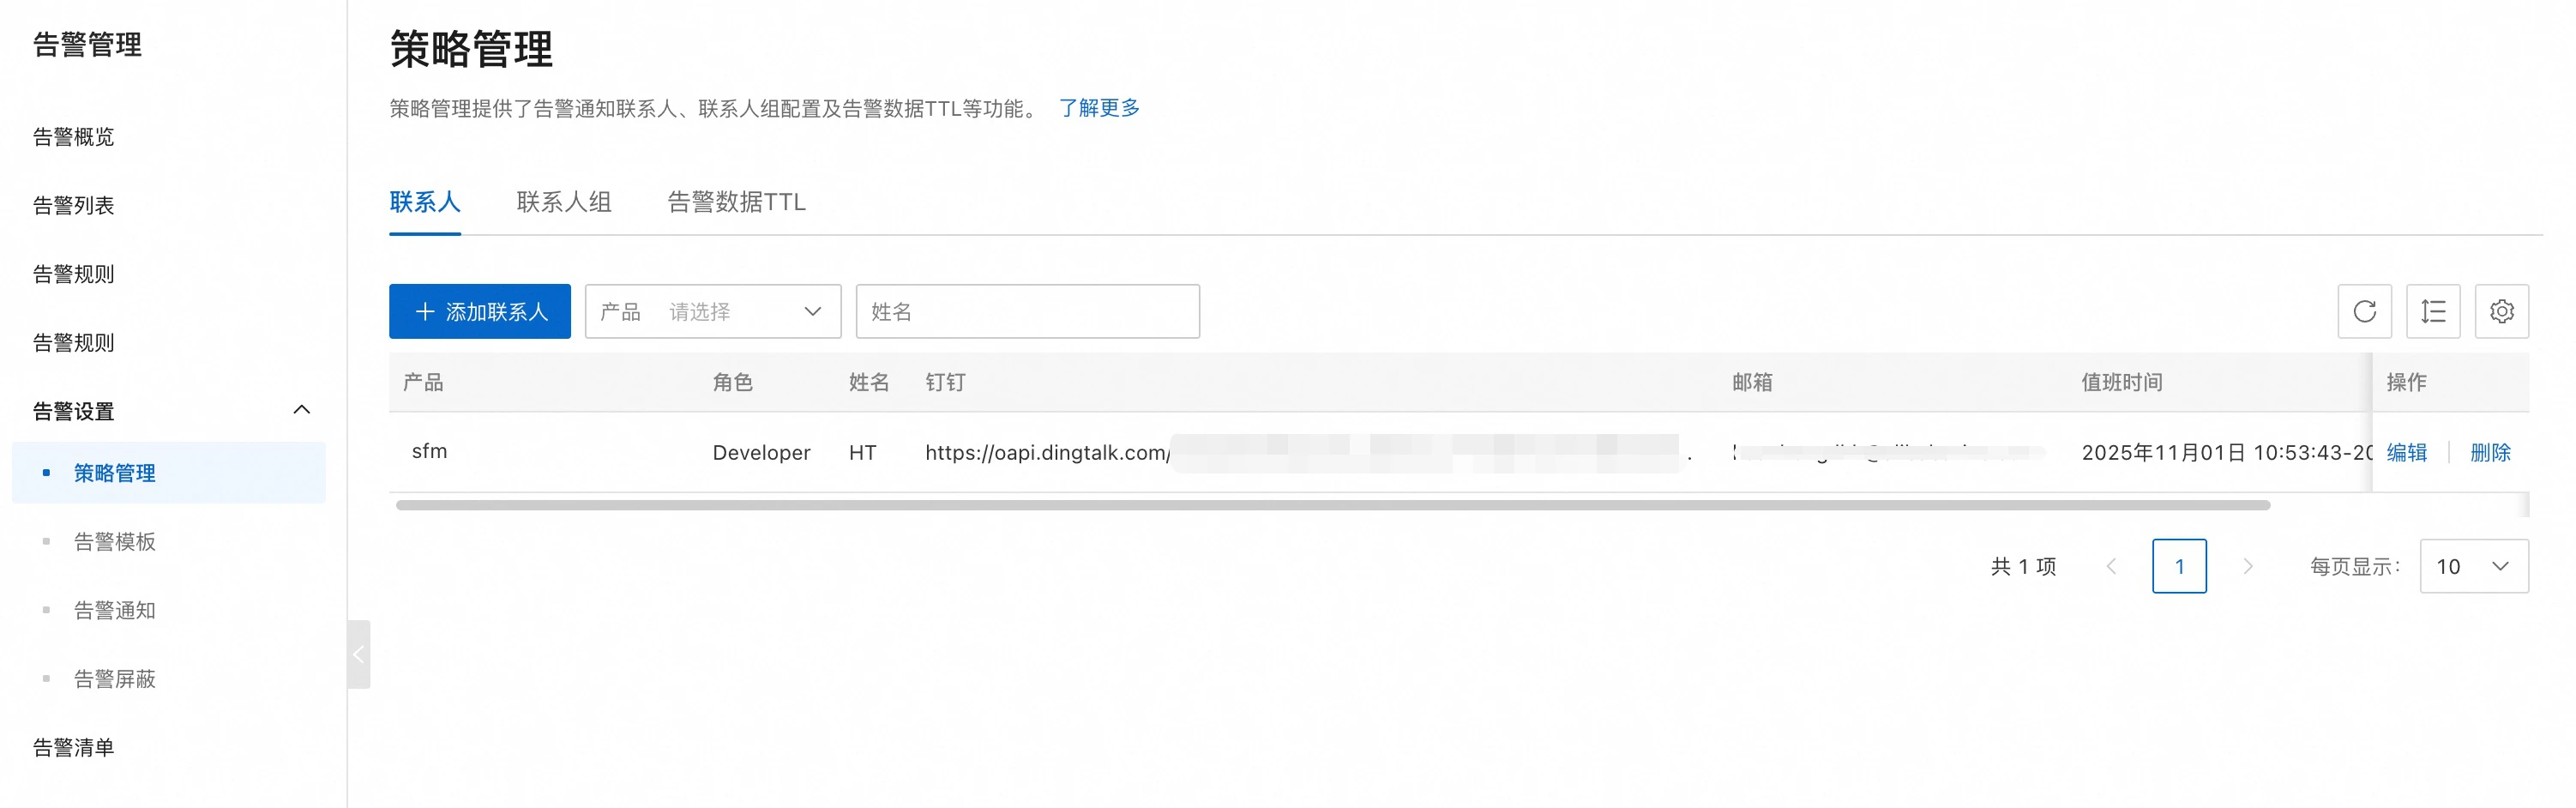 告警管理
告警概览
告警列表
告警规则
告警规则
告警设置
策略管理
告警模板
告警通知
告警屏蔽
告警清单
策略管理
策略管理提供了告警通知联系人、联系人组配置及告警数据TTL等功能。 了解更多
联系人 联系人组 告警数据TTL
添加联系人 产品 请选择 姓名
产品 角色 姓名 钉钉 邮箱 值班时间 操作
sfm Developer HT https://oapi.dingtalk.com/ 2025年11月01日 10:53:43-20 编辑 删除
共 1 项 1 每页显示: 10